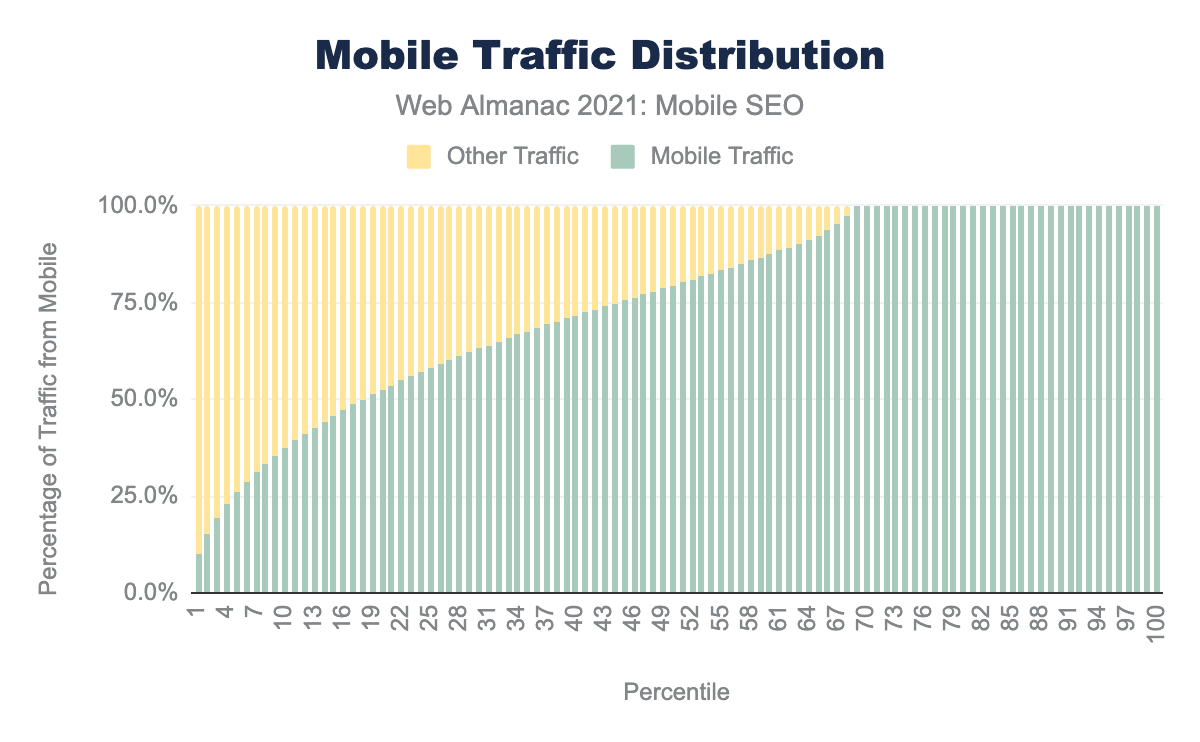 Mobile Traffic Distribution
Web Almanac 2021: Mobile SEO
Other Traffic Mobile Traffic
Percentage of Traffic from Mobile
100.0%
75.0%
50.0%
25.0%
0.0%
1 4 7 10 13 16 19 22 25 28 31 34 37 40 43 46 49 52 55 58 61 64 67 70 73 76 79 82 85 88 91 94 97 100
Percentile